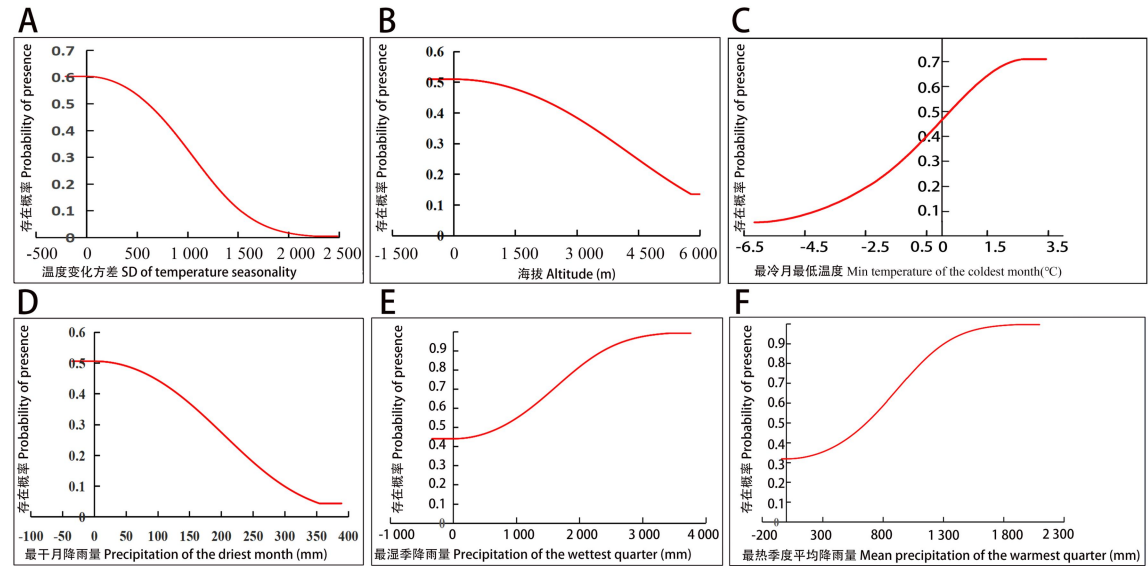 A
存在概率 Probability of presence
0.7
0.6
0.5
0.4
0.3
0.2
0.1
0
-500 0 500 1 000 1 500 2 000 2 500
温度变化方差 SD of temperature seasonality
B
存在概率 Probability of presence
0.6
0.5
0.4
0.3
0.2
0.1
0
-1 500 0 1 500 3 000 4 500 6 000
海拔 Altitude (m)
C
存在概率 Probability of presence
0.7
0.6
0.5
0.4
0.3
0.2
0.1
-6.5 -4.5 -2.5 0.5 0 1.5 3.5
最冷月最低温度 Min temperature of the coldest month(℃)
D
存在概率 Probability of presence
0.6
0.5
0.4
0.3
0.2
0.1
0
-100 -50 0 50 100 150 200 250 300 350 400
最干月降雨量 Precipitation of the driest month (mm)
E
存在概率 Probability of presence
0.9
0.8
0.7
0.6
0.5
0.4
0.3
0.2
0.1
0
-1 000 0 1 000 2 000 3 000 4 000
最湿季降雨量 Precipitation of the wettest quarter (mm)
F
存在概率 Probability of presence
0.9
0.8
0.7
0.6
0.5
0.4
0.3
0.2
0.1
0
-200 300 800 1 300 1 800 2 300
最热季度平均降雨量 Mean precipitation of the warmest quarter (mm)